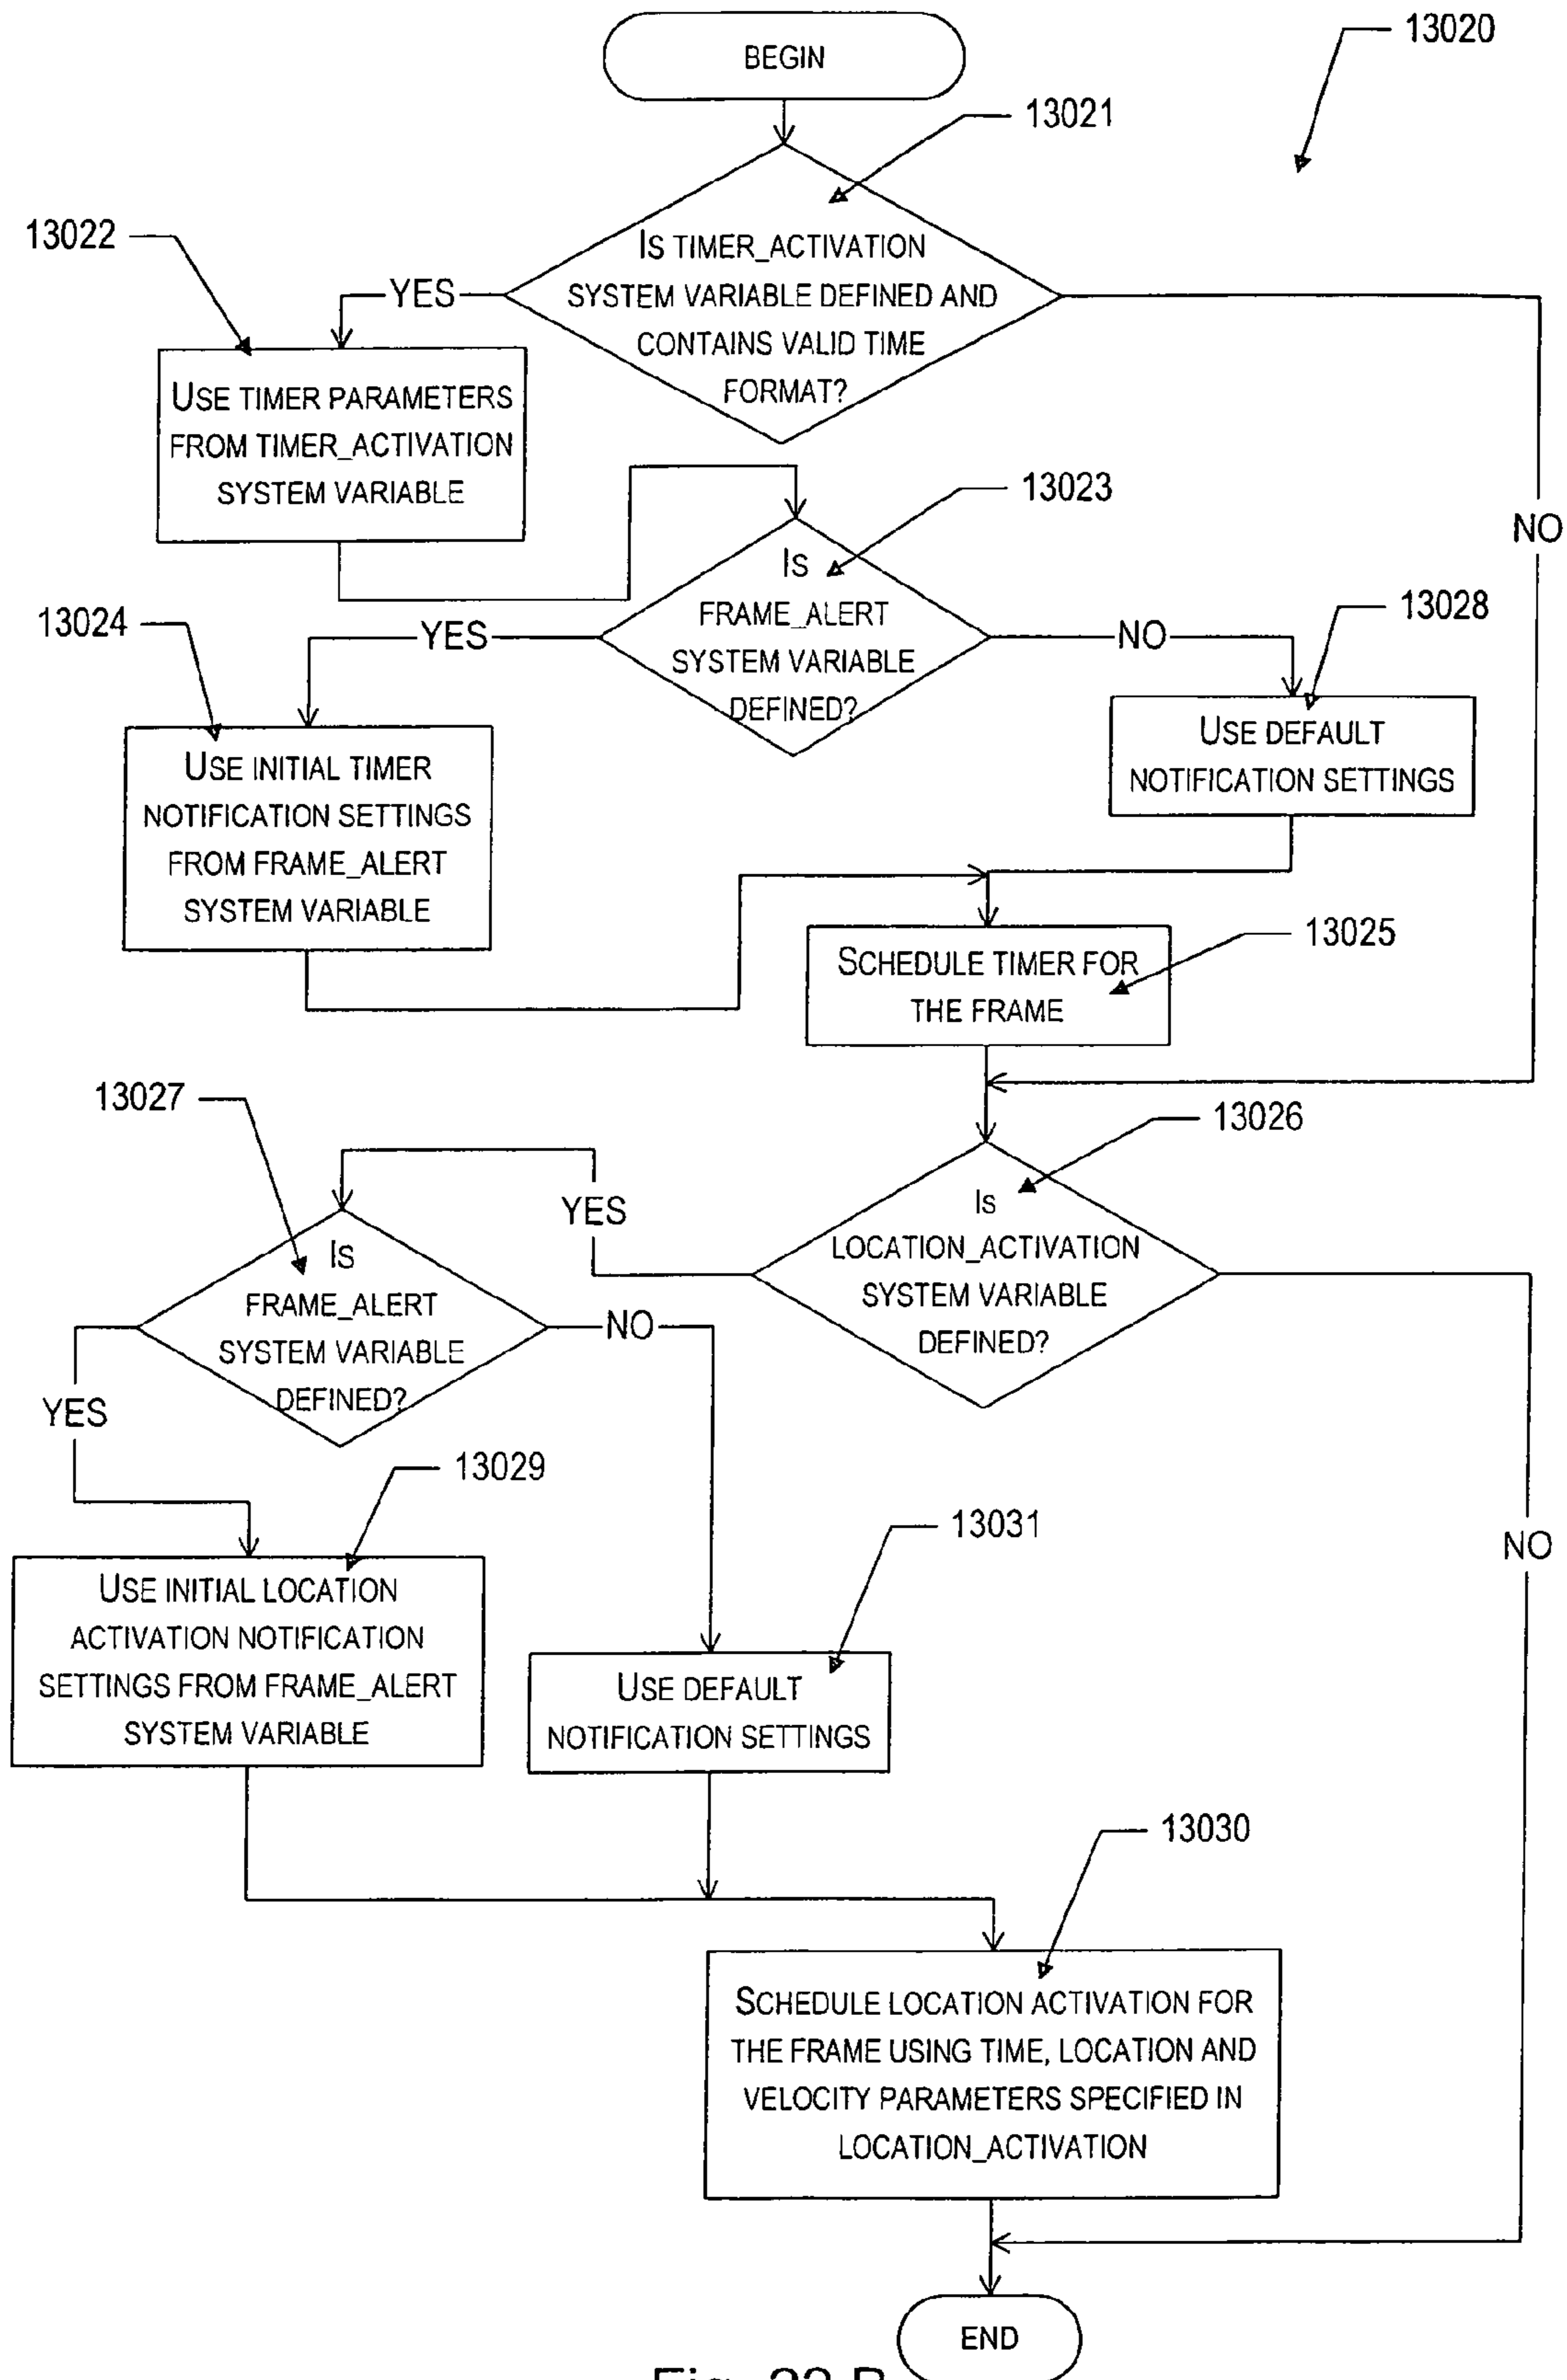 BEGIN
13020
13021
IS TIMER_ACTIVATION
SYSTEM VARIABLE DEFINED AND
CONTAINS VALID TIME
FORMAT?
13022
YES
NO
USE TIMER PARAMETERS
FROM TIMER_ACTIVATION
SYSTEM VARIABLE
13023
IS
FRAME_ALERT
SYSTEM VARIABLE
DEFINED?
13024
YES
NO
13028
USE INITIAL TIMER
NOTIFICATION SETTINGS
FROM FRAME_ALERT
SYSTEM VARIABLE
USE DEFAULT
NOTIFICATION SETTINGS
13025
SCHEDULE TIMER FOR
THE FRAME
13027
13026
YES
IS
LOCATION_ACTIVATION
SYSTEM VARIABLE
DEFINED?
IS
FRAME_ALERT
SYSTEM VARIABLE
DEFINED?
NO
YES
NO
13029
13031
USE INITIAL LOCATION
ACTIVATION NOTIFICATION
SETTINGS FROM FRAME_ALERT
SYSTEM VARIABLE
USE DEFAULT
NOTIFICATION SETTINGS
13030
SCHEDULE LOCATION ACTIVATION FOR
THE FRAME USING TIME, LOCATION AND
VELOCITY PARAMETERS SPECIFIED IN
LOCATION_ACTIVATION
END